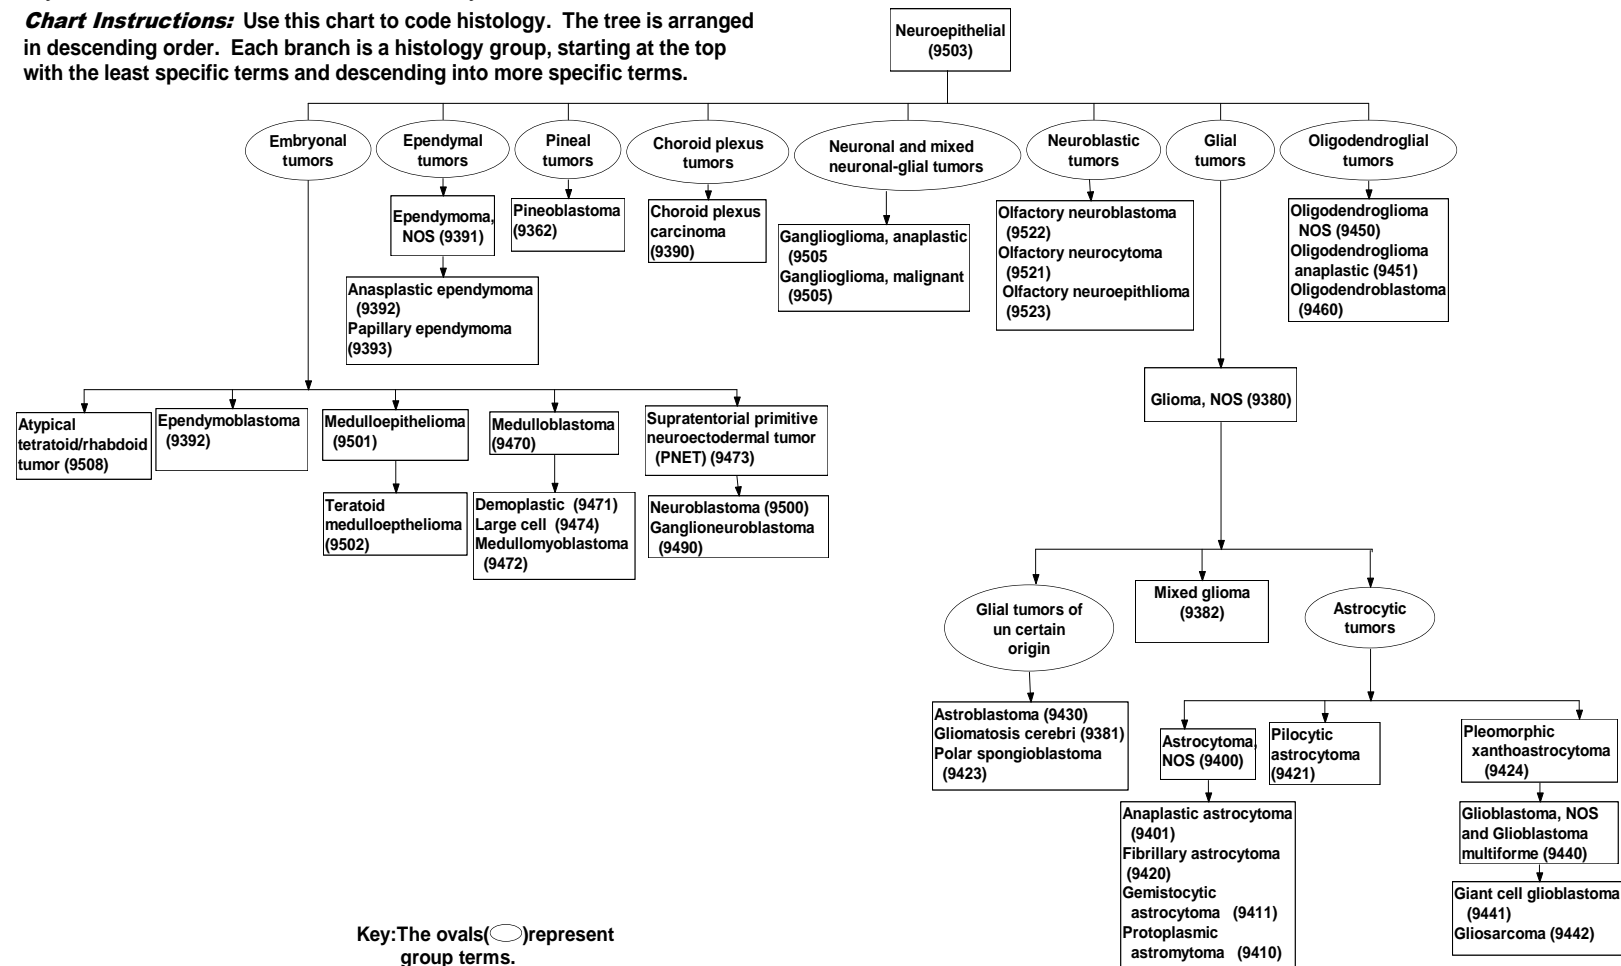 Chart Instructions: Use this chart to code histology. The tree is arranged
in descending order. Each branch is a histology group, starting at the top
with the least specific terms and descending into more specific terms.
Neuroepithelial
(9503)
Embryonal
tumors
Ependymal
tumors
Pineal
tumors
Choroid plexus
tumors
Neuronal and mixed
neuronal-glial tumors
Neuroblastic
tumors
Glial
tumors
Oligodendroglial
tumors
Ependymoma,
NOS (9391)
Anasplastic ependymoma
(9392)
Papillary ependymoma
(9393)
Pineoblastoma
(9362)
Choroid plexus
carcinoma
(9390)
Ganglioglioma, anaplastic
(9505
Ganglioglioma, malignant
(9505)
Olfactory neuroblastoma
(9522)
Olfactory neurocytoma
(9521)
Olfactory neuroepithlioma
(9523)
Oligodendroglioma
NOS (9450)
Oligodendroglioma
anaplastic (9451)
Oligodendroblastoma
(9460)
Glioma, NOS (9380)
Atypical
tetratoid/rhabdoid
tumor (9508)
Ependymoblastoma
(9392)
Medulloepithelioma
(9501)
Teratoid
medulloepthelioma
(9502)
Medulloblastoma
(9470)
Demoplastic (9471)
Large cell (9474)
Medullomyoblastoma
(9472)
Supratentorial primitive
neuroectodermal tumor
(PNET) (9473)
Neuroblastoma (9500)
Ganglioneuroblastoma
(9490)
Glial tumors of
un certain
origin
Mixed glioma
(9382)
Astrocytic
tumors
Astroblastoma (9430)
Gliomatosis cerebri (9381)
Polar spongioblastoma
(9423)
Astrocytoma,
NOS (9400)
Pilocytic
astrocytoma
(9421)
Pleomorphic
xanthoastrocytoma
(9424)
Anaplastic astrocytoma
(9401)
Fibrillary astrocytoma
(9420)
Gemistocytic
astrocytoma (9411)
Protoplasmic
astromytoma (9410)
Glioblastoma, NOS
and Glioblastoma
multiforme (9440)
Giant cell glioblastoma
(9441)
Gliosarcoma (9442)
Key:The ovals( )represent
group terms.